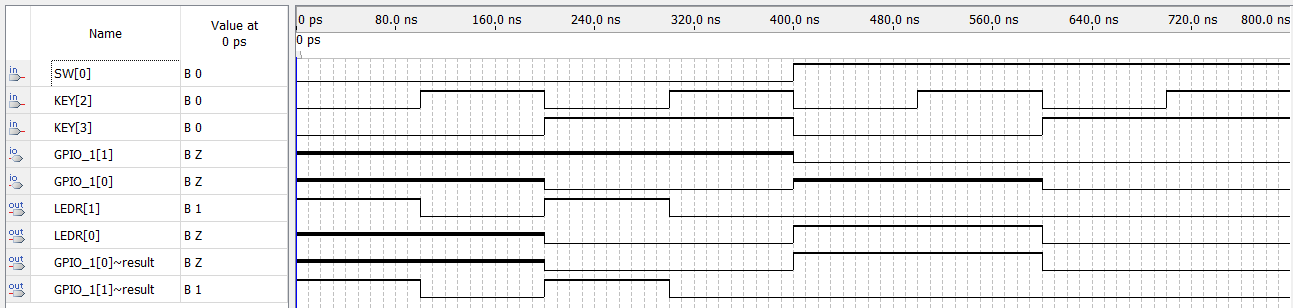 Name
Value at
0 ps
0 ps 80.0 ns 160.0 ns 240.0 ns 320.0 ns 400.0 ns 480.0 ns 560.0 ns 640.0 ns 720.0 ns 800.0 ns
0 ps
in SW[0] B 0
in KEY[2] B 0
in KEY[3] B 0
io GPIO_1[1] B Z
io GPIO_1[0] B Z
out LEDR[1] B 1
out LEDR[0] B Z
out GPIO_1[0]~result B Z
out GPIO_1[1]~result B 1